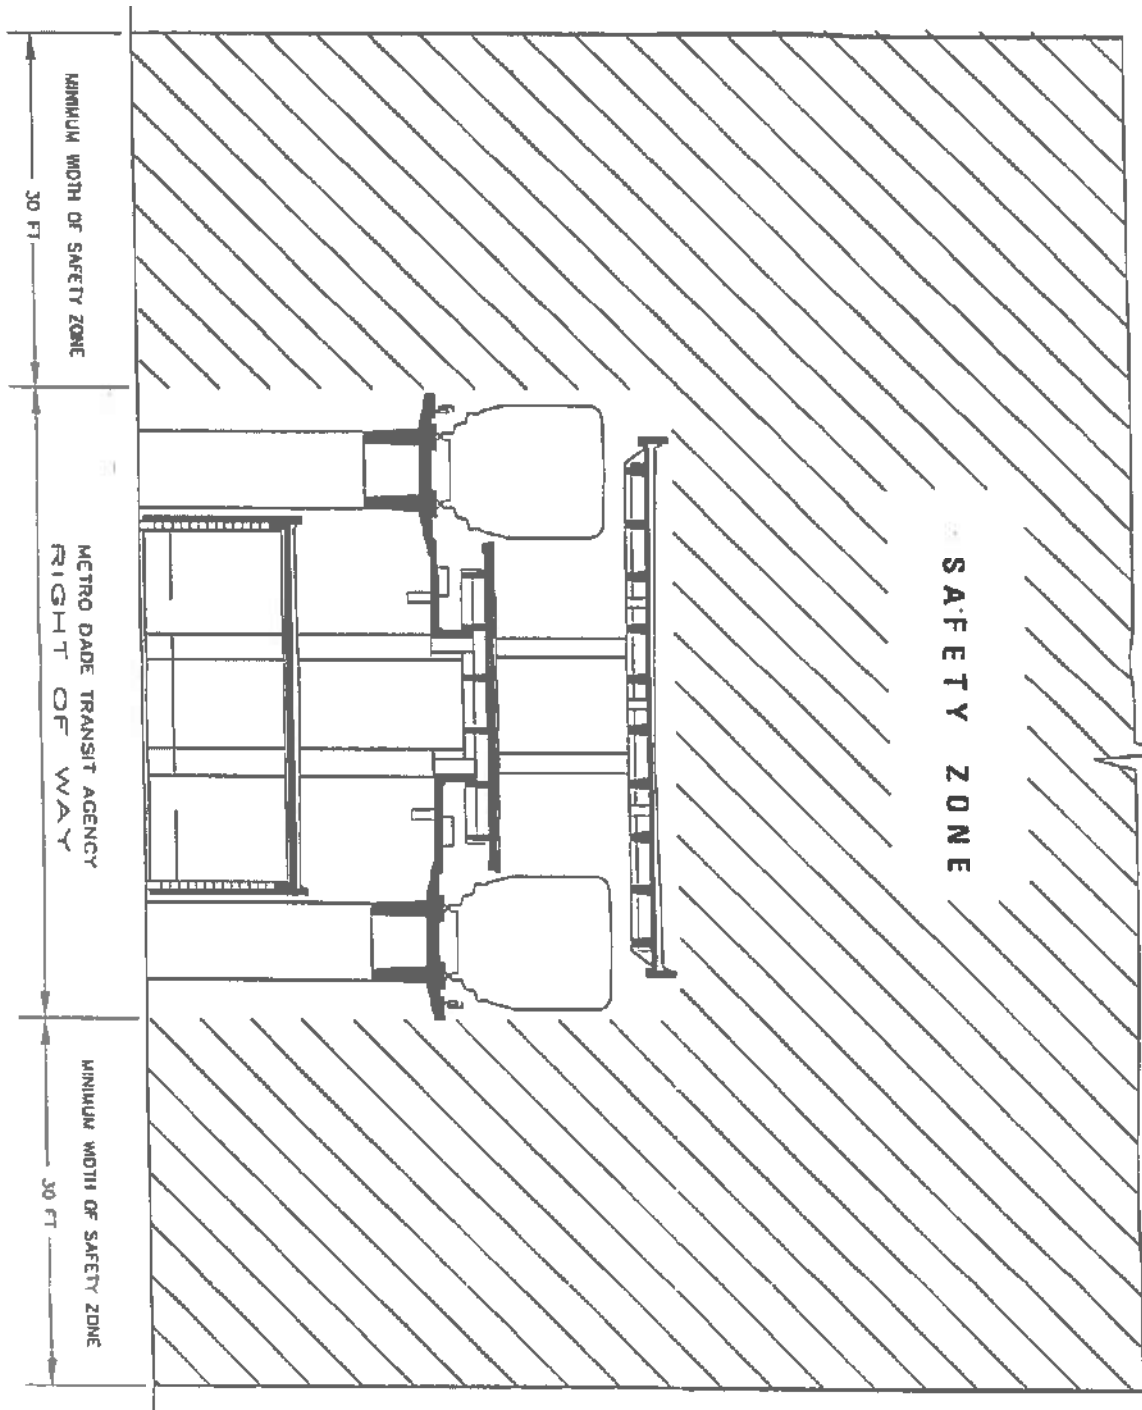 SAFETY ZONE
MINIMUM WIDTH OF SAFETY ZONE
30 FT
METRO DADE TRANSIT AGENCY
RIGHT OF WAY
MINIMUM WIDTH OF SAFETY ZONE
30 FT